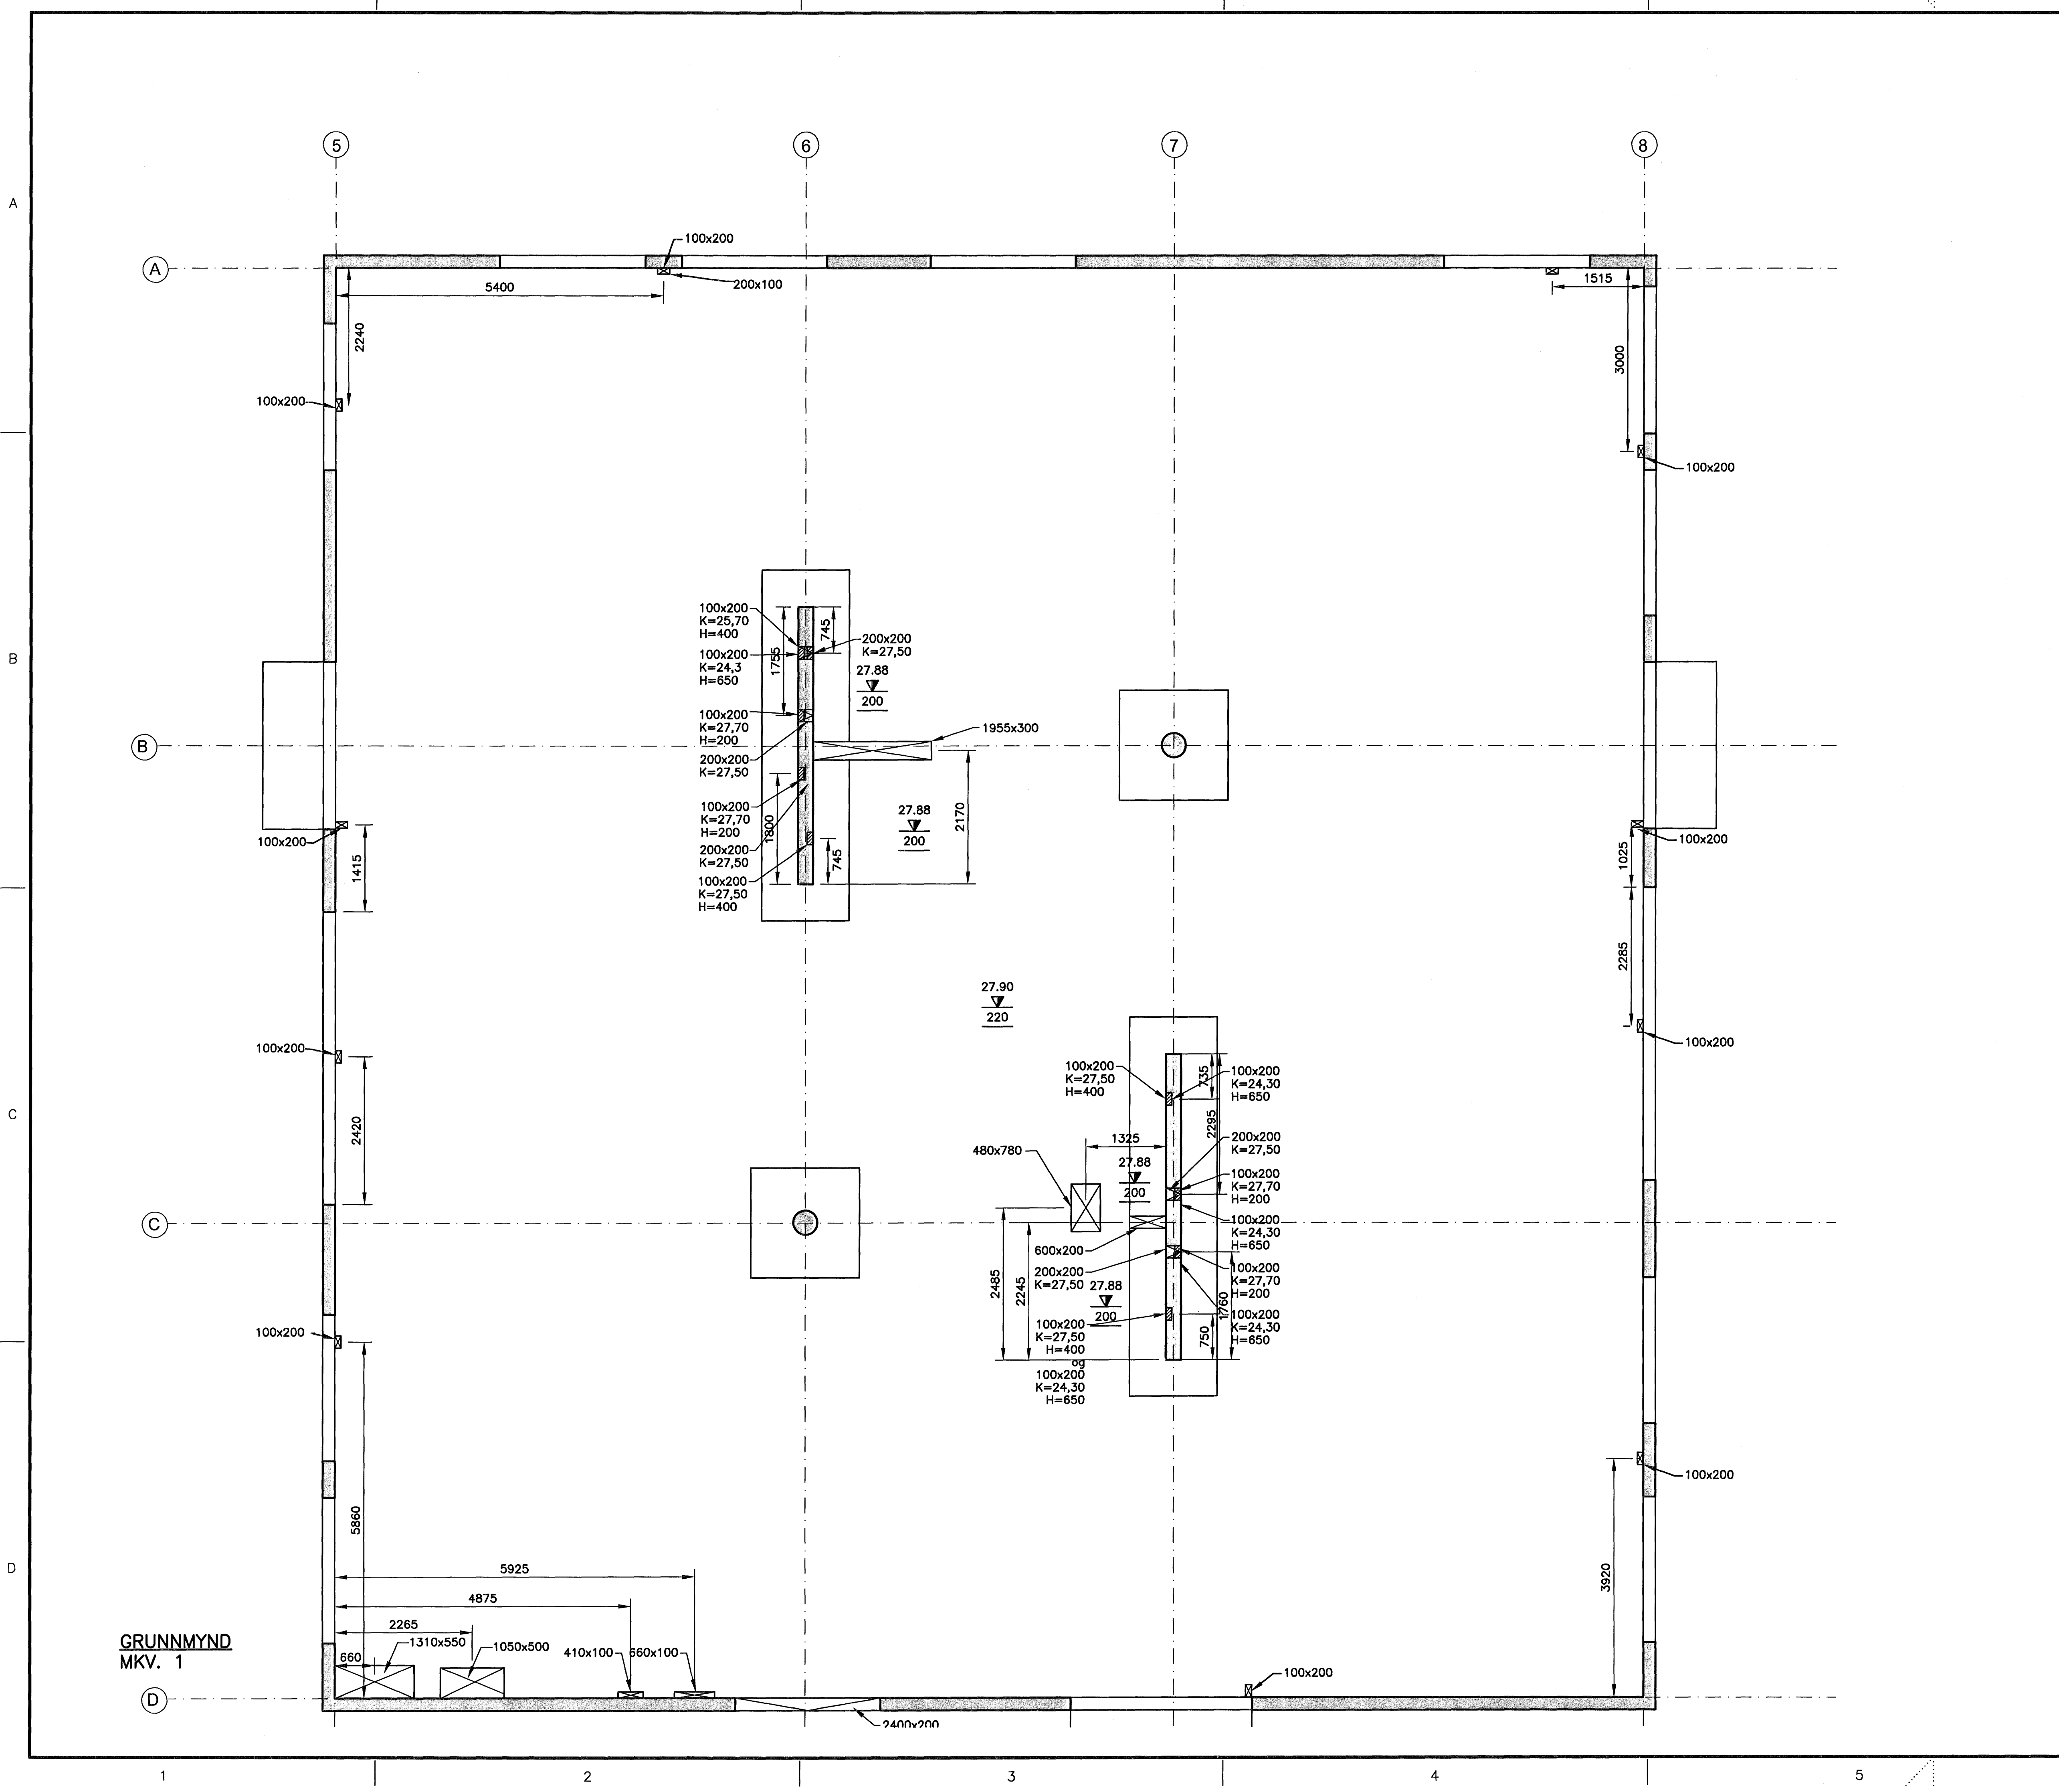 5
6
7
8
A
A
100x200
200x100
5400
1515
2240
3000
100x200
100x200
B
100x200
K=25,70
H=400
100x200
K=24,3
H=650
745
1755
200x200
K=27,50
27.88
200
100x200
K=27,70
H=200
200x200
K=27,50
B
1955x300
100x200
K=27,70
H=200
200x200
K=27,50
100x200
K=27,50
H=400
1800
745
27.88
200
2170
100x200
1415
100x200
1025
2285
27.90
220
100x200
100x200
2420
C
100x200
K=27,50
H=400
735
100x200
K=24,30
H=650
2295
1325
480x780
27.88
200
200x200
K=27,50
100x200
K=27,70
H=200
C
100x200
K=24,30
H=650
600x200
200x200
K=27,50
27.88
200
100x200
K=27,70
H=200
2485
2245
1760
100x200
K=27,50
H=400
og
100x200
K=24,30
H=650
750
100x200
K=24,30
H=650
100x200
5860
100x200
3920
D
5925
4875
2265
660
1310x550
1050x500
410x100
660x100
100x200
GRUNNMYND
MKV. 1
D
2400x200
1
2
3
4
5